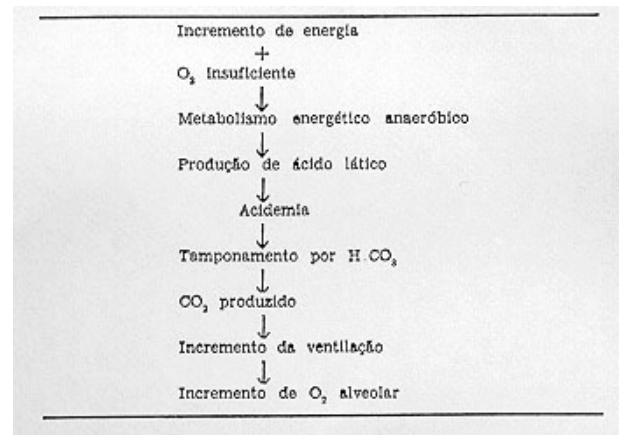 Incremento de energia
+
O₂ insuficiente
↓
Metabolismo energético anaeróbico
↓
Produção de ácido lático
↓
Acidemia
↓
Tamponamento por H CO₃
↓
CO₂ produzido
↓
Incremento da ventilação
↓
Incremento de O₂ alveolar